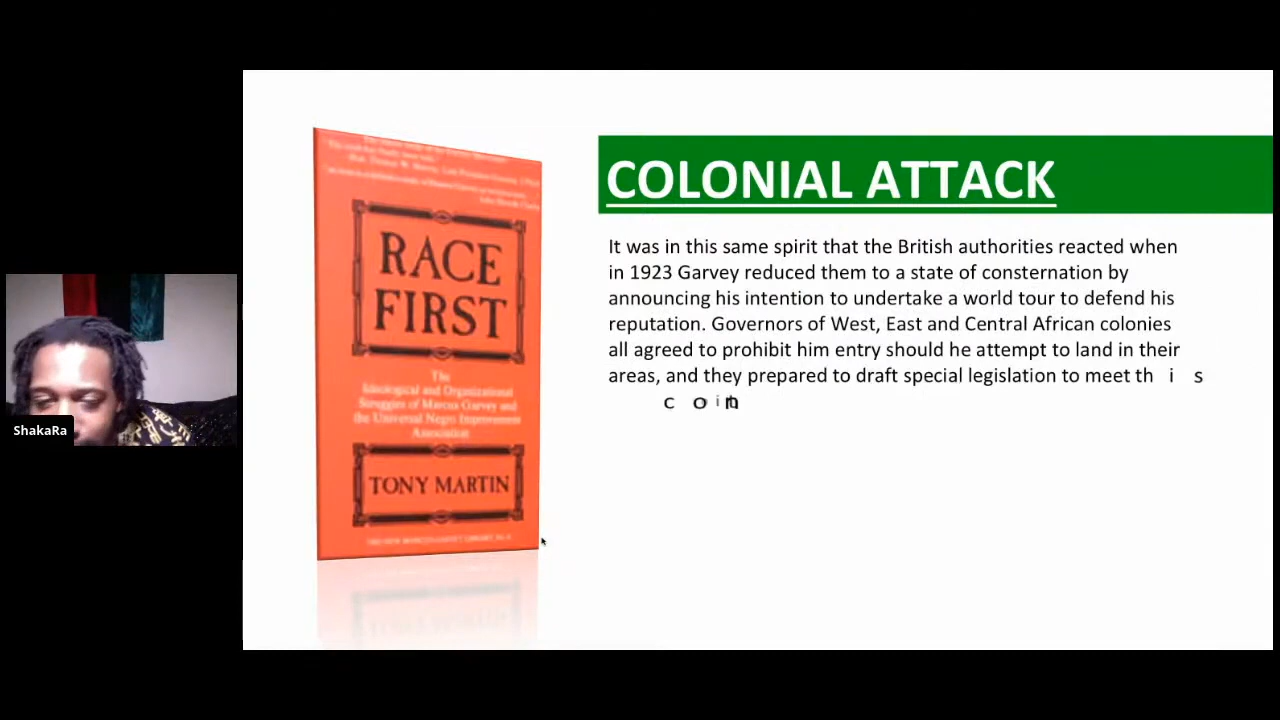 COLONIAL ATTACK
It was in this same spirit that the British authorities reacted when
in 1923 Garvey reduced them to a state of consternation by
announcing his intention to undertake a world tour to defend his
reputation. Governors of West, East and Central African colonies
all agreed to prohibit him entry should he attempt to land in their
areas, and they prepared to draft special legislation to meet th i s
RACE
FIRST
The
Ideological and Organizational
Struggles of Marcus Garvey and
the Universal Negro Improvement
Association
TONY MARTIN
ShakaRa